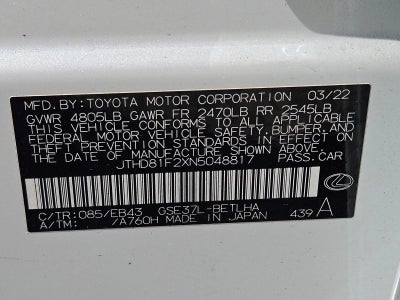 MFD.BY:TOYOTA MOTOR CORPORATION 03/22
GVWR 4805LB GAWR FR 2470LB RR 2545LB
THIS VEHICLE CONFORMS TO ALL APPLICABLE
FEDERAL MOTOR VEHICLE SAFETY, BUMPER, AND
THEFT PREVENTION STANDARDS IN EFFECT ON
THE DATE OF MANUFACTURE SHOWN ABOVE.
JTHD81F2XN5048817 PASS.CAR
C/TR:085/EB43 GSE37L-BETLHA
A/TM: /A760H MADE IN JAPAN 439 A